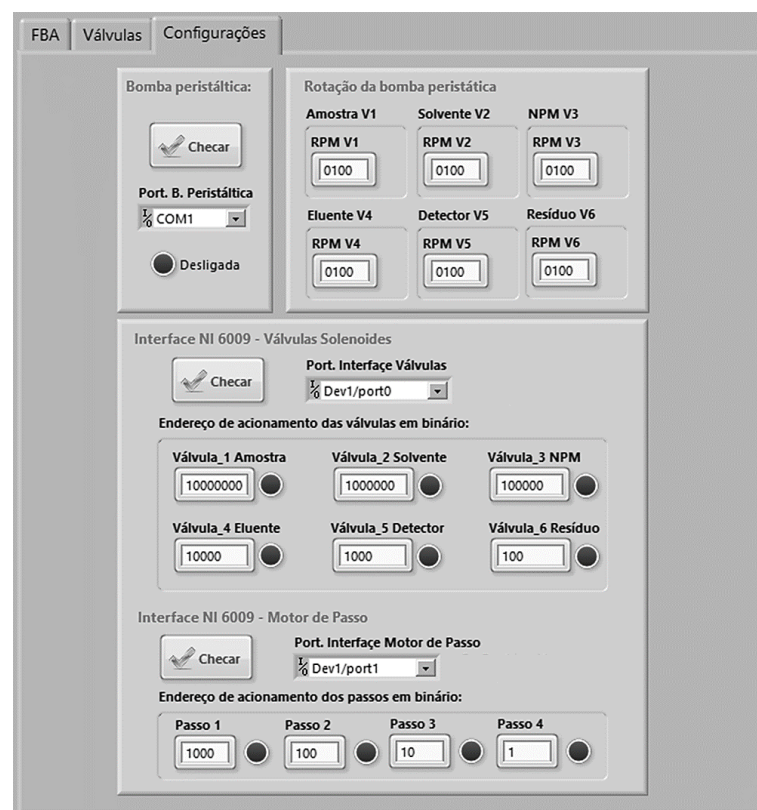 FBA Válvulas Configurações
Bomba peristáltica:
Checar
Port. B. Peristáltica
COM1
Desligada
Rotação da bomba peristática
Amostra V1 Solvente V2 NPM V3
RPM V1 RPM V2 RPM V3
0100 0100 0100
Eluente V4 Detector V5 Resíduo V6
RPM V4 RPM V5 RPM V6
0100 0100 0100
Interface NI 6009 - Válvulas Solenoides
Checar
Port. Interfaçe Válvulas
Dev1/port0
Endereço de acionamento das válvulas em binário:
Válvula_1 Amostra Válvula_2 Solvente Válvula_3 NPM
10000000 1000000 100000
Válvula_4 Eluente Válvula_5 Detector Válvula_6 Resíduo
10000 1000 100
Interface NI 6009 - Motor de Passo
Checar
Port. Interfaçe Motor de Passo
Dev1/port1
Endereço de acionamento dos passos em binário:
Passo 1 Passo 2 Passo 3 Passo 4
1000 100 10 1